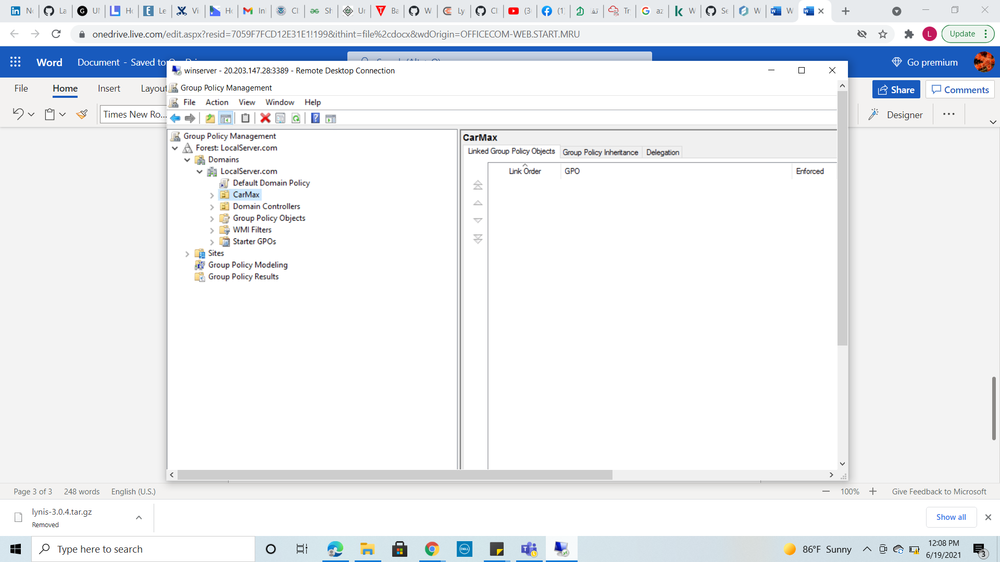 No
La
UI
Ho
Le
Vi
Ho
In
Cl
Sh
Ur
Ba
W
Ly
Cl
(3
(1)
تف
Tr
az
W
Se
W
W
onedrive.live.com/edit.aspx?resid=7059F7FCD12E31E1!199&ithint=file%2cdocx&wdOrigin=OFFICECOM-WEB.START.MRU
L
Update
Word
Document - Saved to
Go premium
winserver - 20.203.147.28:3389 - Remote Desktop Connection
File
Home
Insert
Layout
Share
Comments
Times New Ro...
Designer
Group Policy Management
File
Action
View
Window
Help
Group Policy Management
Forest: LocalServer.com
Domains
LocalServer.com
Default Domain Policy
CarMax
Domain Controllers
Group Policy Objects
WMI Filters
Starter GPOs
Sites
Group Policy Modeling
Group Policy Results
CarMax
Linked Group Policy Objects
Group Policy Inheritance
Delegation
Link Order
GPO
Enforced
Page 3 of 3
248 words
English (U.S.)
100%
Give Feedback to Microsoft
lynis-3.0.4.tar.gz
Removed
Show all
Type here to search
DELL
86°F Sunny
12:08 PM
6/19/2021
3